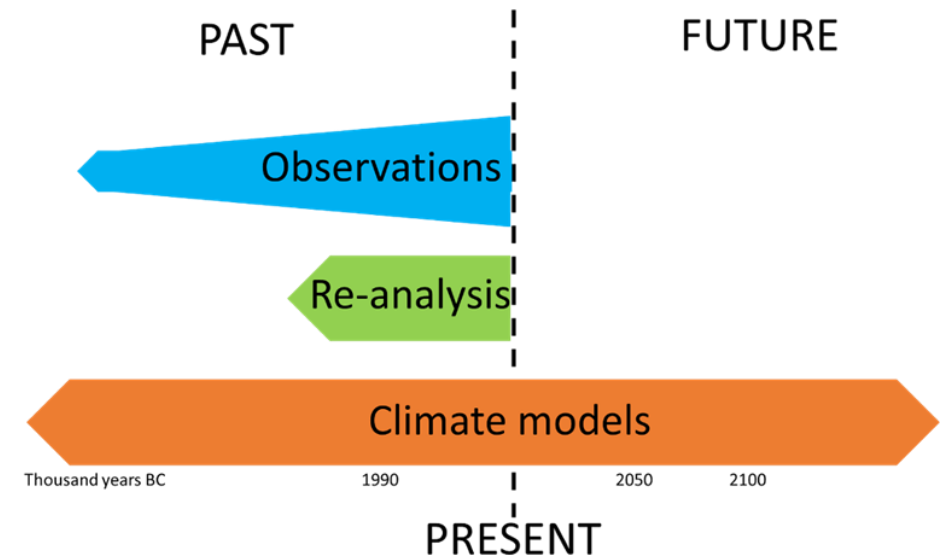 PAST
FUTURE
Observations
Re-analysis
Climate models
Thousand years BC
1990
2050
2100
PRESENT